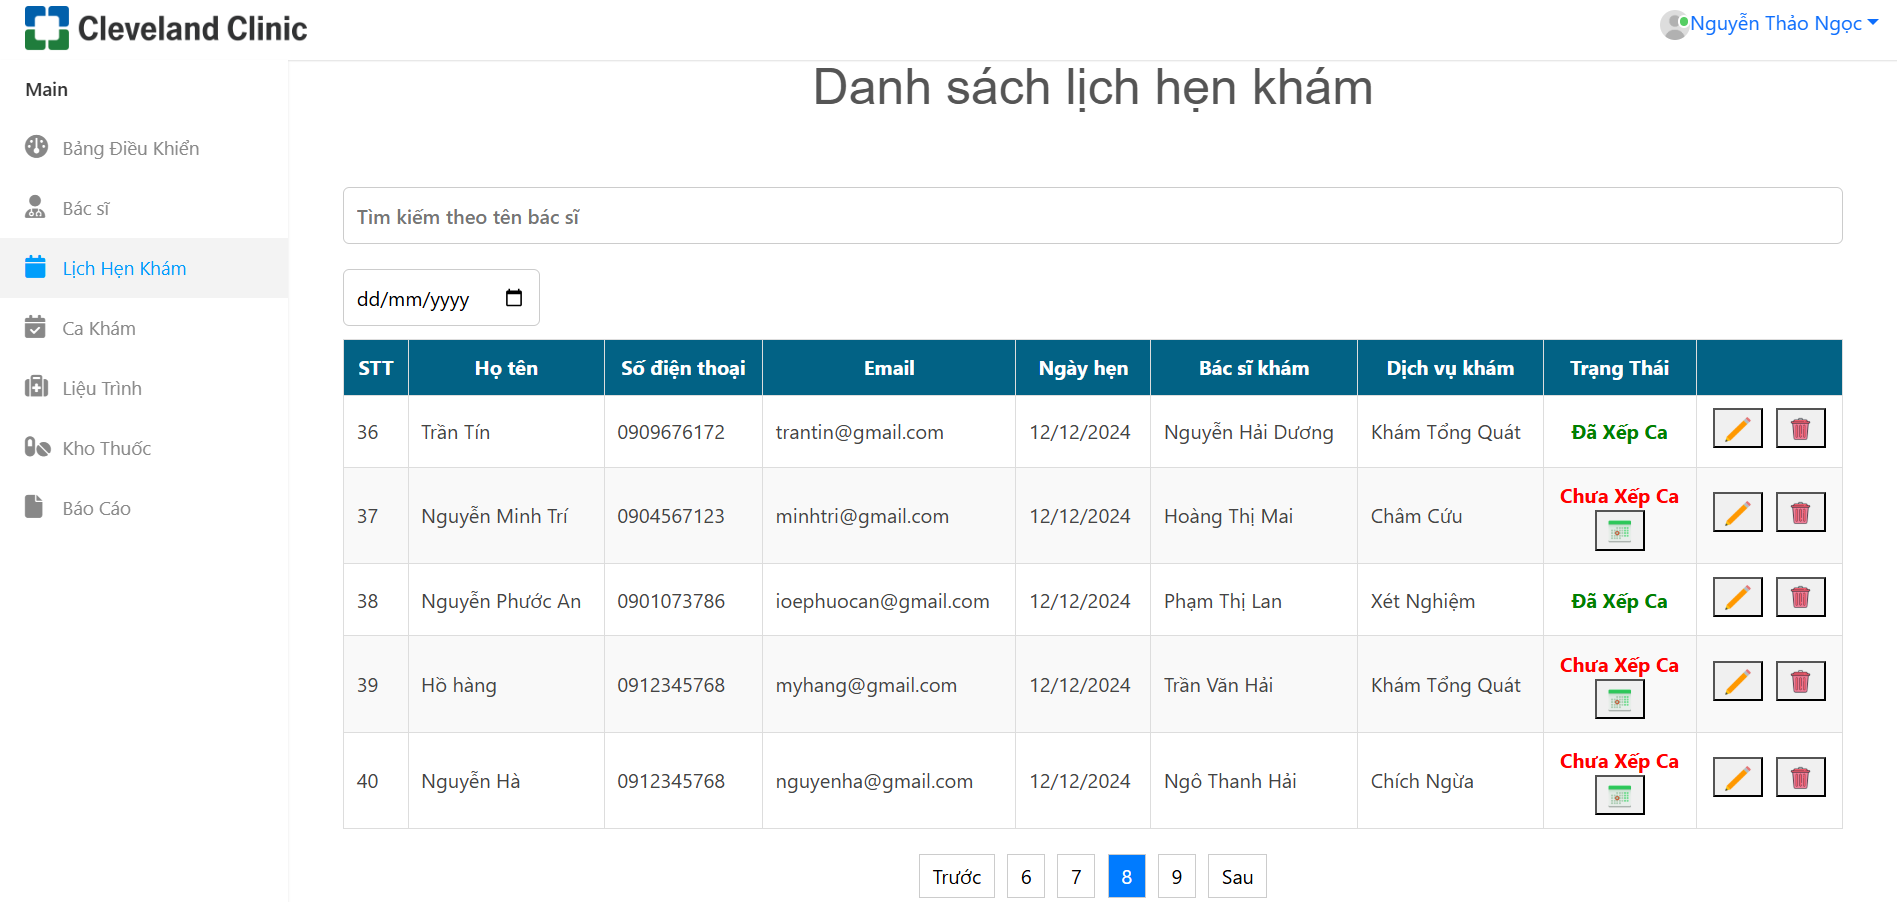 Cleveland Clinic
Nguyễn Thảo Ngọc
Main
Bảng Điều Khiển
Bác sĩ
Lịch Hẹn Khám
Ca Khám
Liệu Trình
Kho Thuốc
Báo Cáo
Danh sách lịch hẹn khám
Tìm kiếm theo tên bác sĩ
dd/mm/yyyy
STT Họ tên Số điện thoại Email Ngày hẹn Bác sĩ khám Dịch vụ khám Trạng Thái
36 Trần Tín 0909676172 trantin@gmail.com 12/12/2024 Nguyễn Hải Dương Khám Tổng Quát Đã Xếp Ca
37 Nguyễn Minh Trí 0904567123 minhtri@gmail.com 12/12/2024 Hoàng Thị Mai Châm Cứu Chưa Xếp Ca
38 Nguyễn Phước An 0901073786 ioephuocan@gmail.com 12/12/2024 Phạm Thị Lan Xét Nghiệm Đã Xếp Ca
39 Hồ hàng 0912345768 myhang@gmail.com 12/12/2024 Trần Văn Hải Khám Tổng Quát Chưa Xếp Ca
40 Nguyễn Hà 0912345768 nguyenha@gmail.com 12/12/2024 Ngô Thanh Hải Chích Ngừa Chưa Xếp Ca
Trước 6 7 8 9 Sau